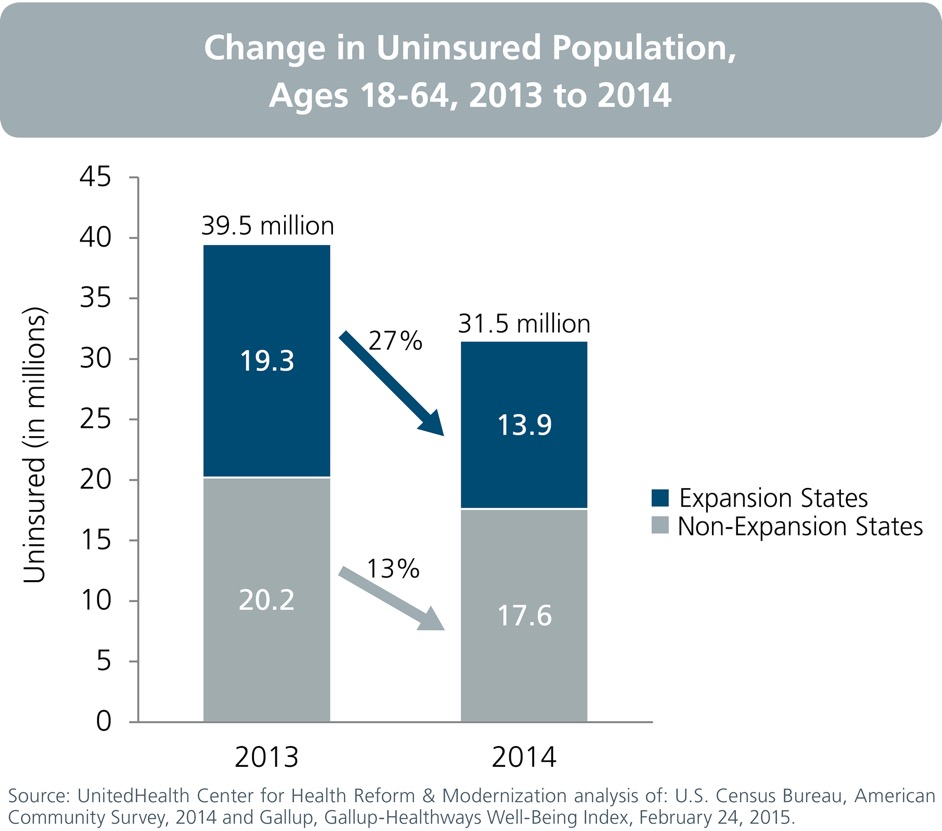 Change in Uninsured Population,
Ages 18-64, 2013 to 2014
Uninsured (in millions)
45
40
35
30
25
20
15
10
5
0
39.5 million
19.3
20.2
27%
13%
31.5 million
13.9
17.6
Expansion States
Non-Expansion States
2013
2014
Source: UnitedHealth Center for Health Reform & Modernization analysis of: U.S. Census Bureau, American
Community Survey, 2014 and Gallup, Gallup-Healthways Well-Being Index, February 24, 2015.